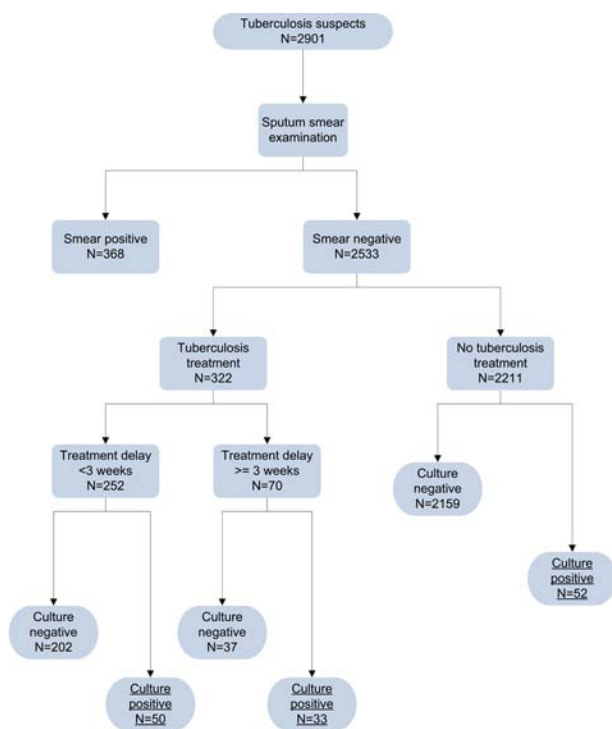 Tuberculosis suspects
N=2901
Sputum smear
examination
Smear positive
N=368
Smear negative
N=2533
Tuberculosis
treatment
N=322
No tuberculosis
treatment
N=2211
Treatment delay
<3 weeks
N=252
Treatment delay
>= 3 weeks
N=70
Culture
negative
N=2159
Culture
positive
N=52
Culture
negative
N=202
Culture
negative
N=37
Culture
positive
N=50
Culture
positive
N=33